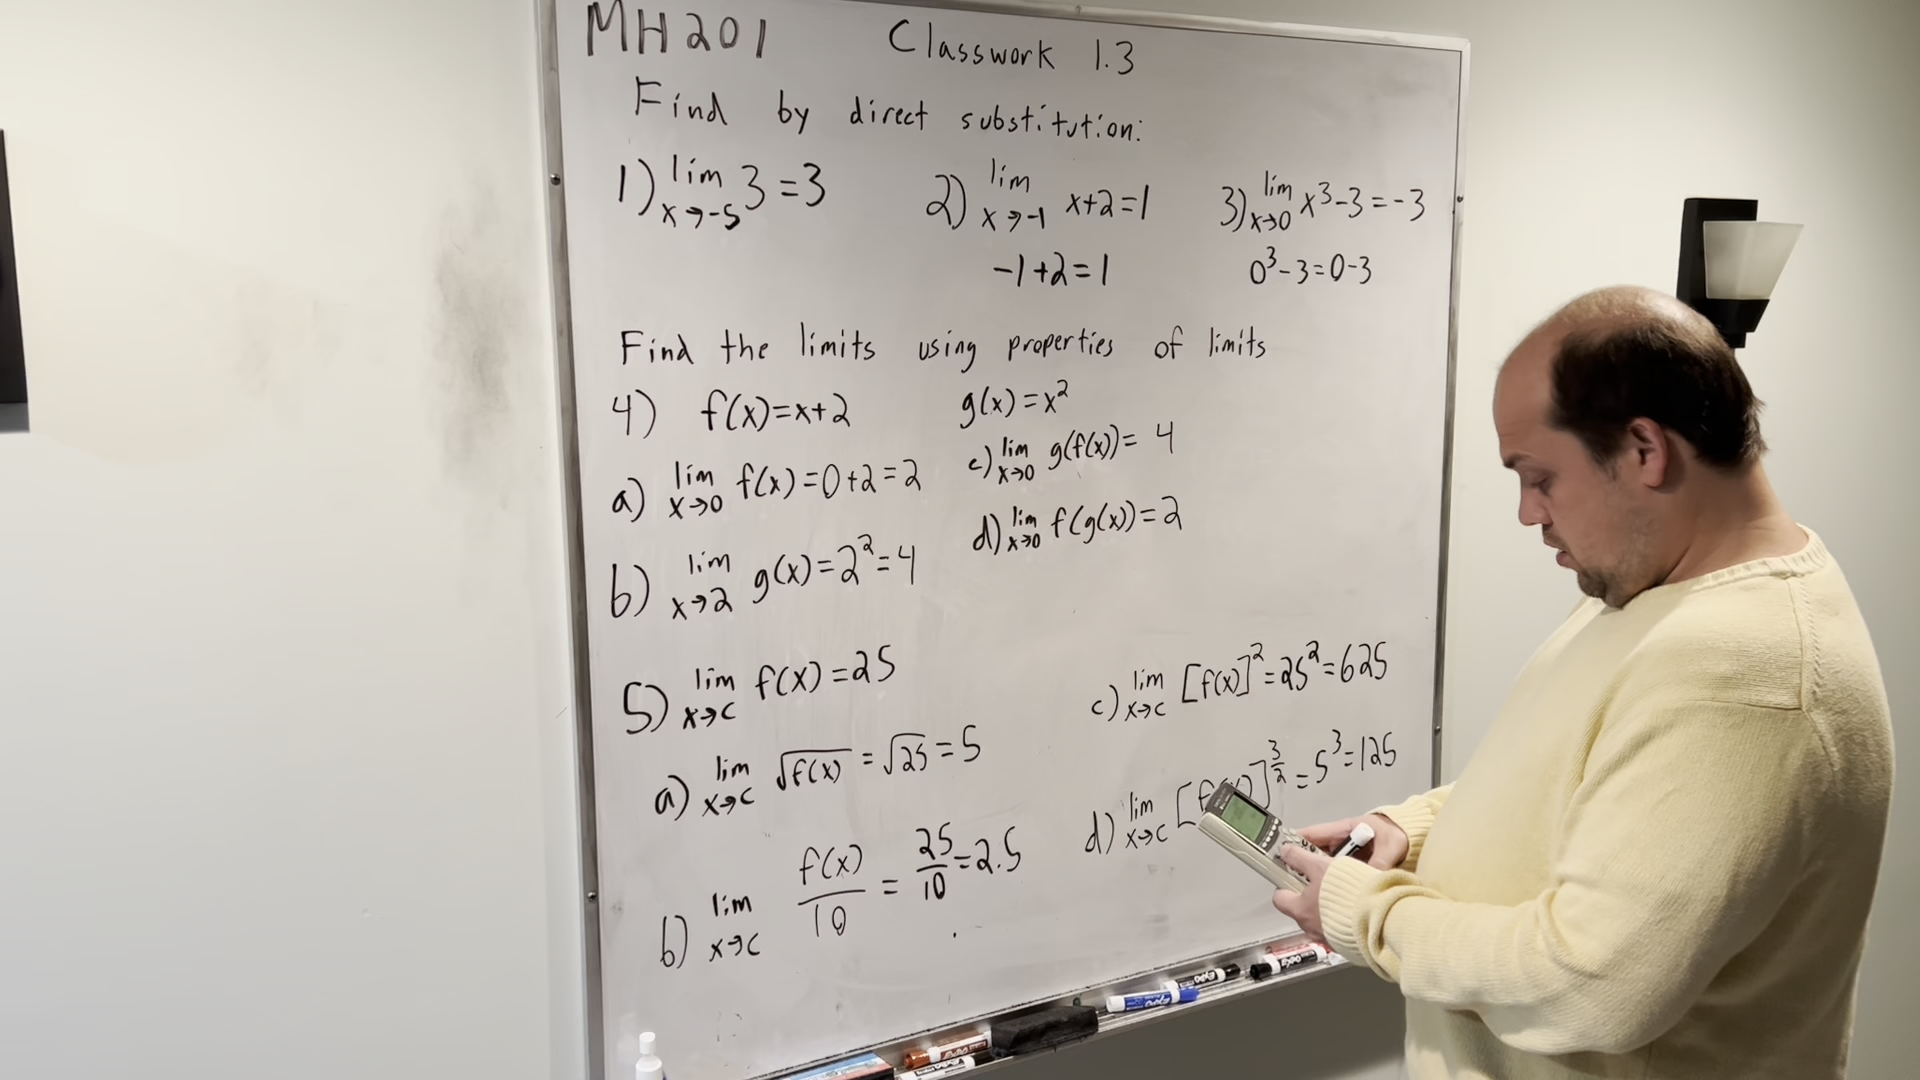 MH201 Classwork 1.3
Find by direct substitution:
1) lim x→-5 3 = 3
2) lim x→-1 x+2=1
3) lim x→0 x³-3=-3
-1+2=1
0³-3=0-3
Find the limits using properties of limits
4) f(x)=x+2 g(x)=x²
a) lim x→0 f(x)=0+2=2
c) lim x→0 g(f(x))= 4
b) lim x→2 g(x)=2²=4
d) lim x→0 f(g(x))=2
5) lim x→c f(x)=25
a) lim x→c √f(x) = √25 = 5
b) lim x→c f(x)/10 = 25/10 = 2.5
c) lim x→c [f(x)]²=25²=625
d) lim x→c [f(x)]^3/2 = 5³=125
EXPO
EXPO